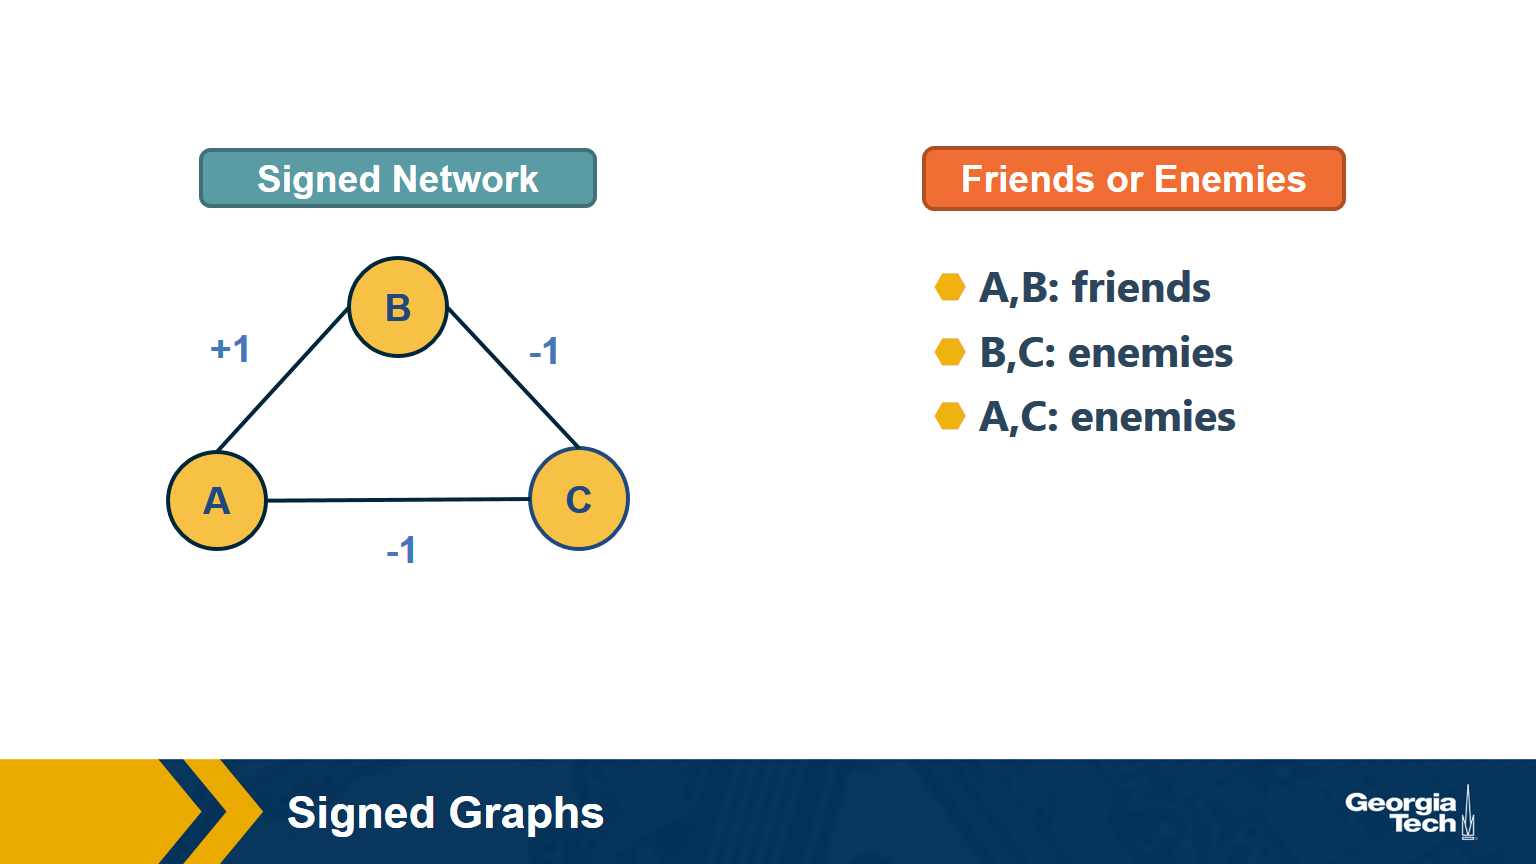 Signed Network
Friends or Enemies
B
+1
-1
A
C
-1
A,B: friends
B,C: enemies
A,C: enemies
Signed Graphs
Georgia
Tech